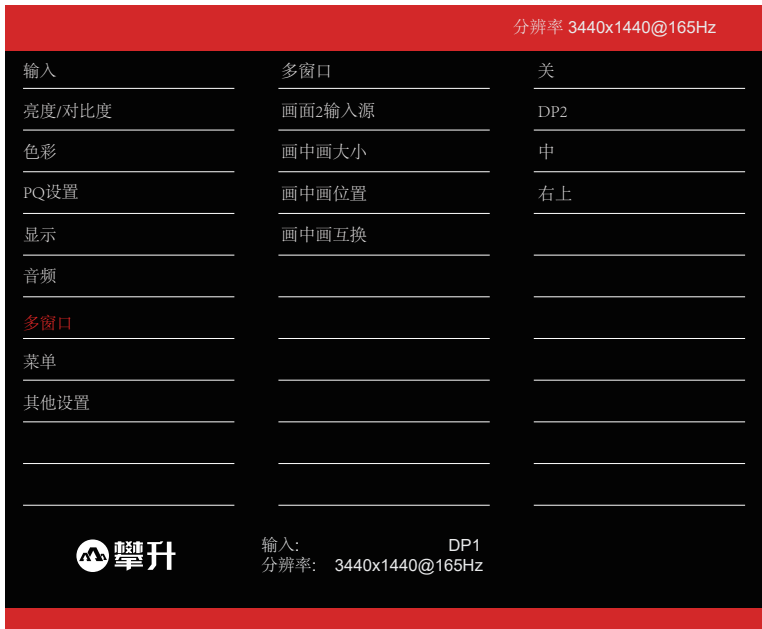 分辨率 3440x1440@165Hz
输入 多窗口 关
亮度/对比度 画面2输入源 DP2
色彩 画中画大小 中
PQ设置 画中画位置 右上
显示 画中画互换
音频
多窗口
菜单
其他设置
攀升
输入: DP1
分辨率: 3440x1440@165Hz